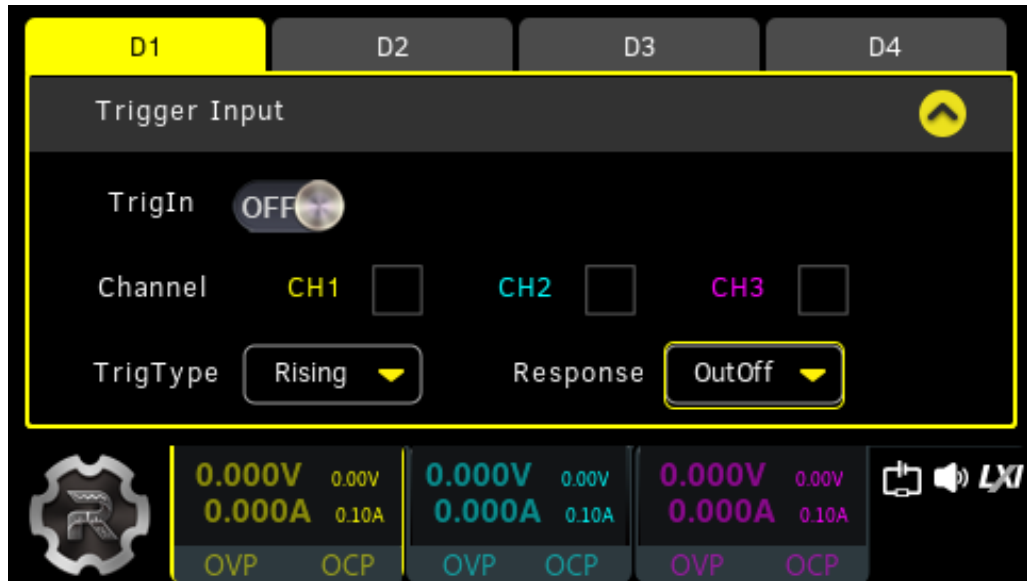 D1 D2 D3 D4
Trigger Input
TrigIn OFF
Channel CH1 CH2 CH3
TrigType Rising Response OutOff
0.000V 0.00V 0.000V 0.00V 0.000V 0.00V LXI
0.000A 0.10A 0.000A 0.10A 0.000A 0.10A
OVP OCP OVP OCP OVP OCP